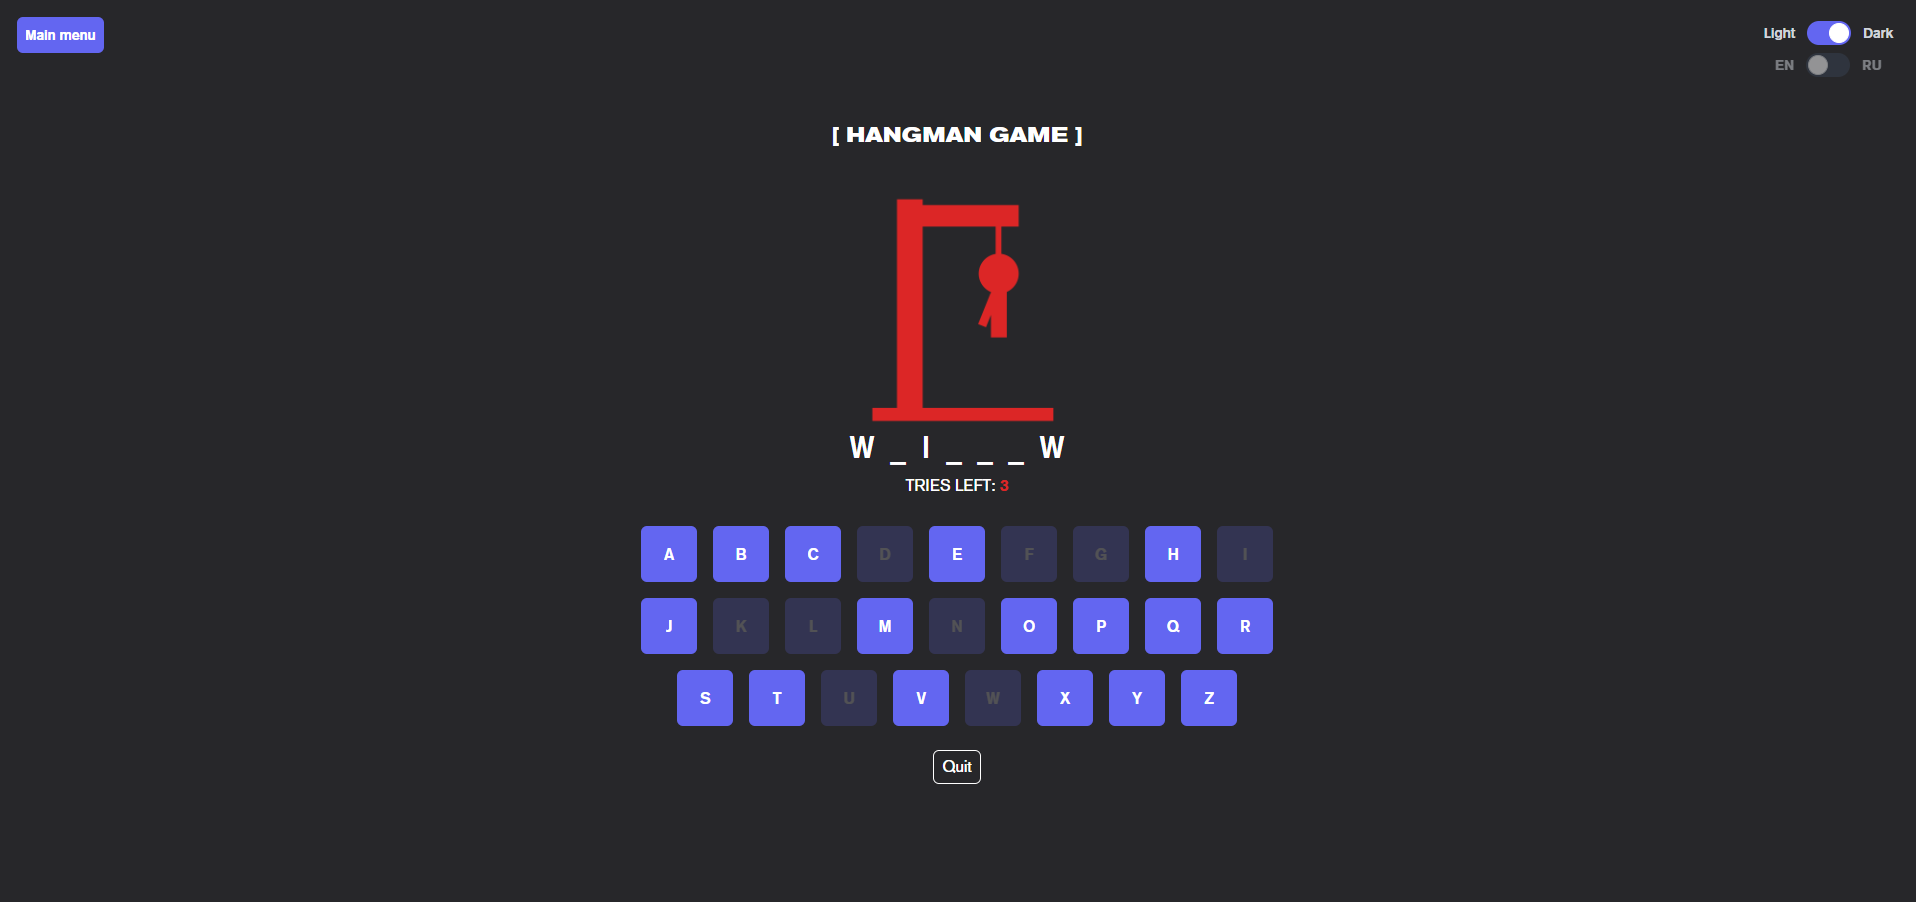 Main menu
Light Dark
EN RU
[ HANGMAN GAME ]
W _ I _ _ _ W
TRIES LEFT: 3
A B C D E F G H I
J K L M N O P Q R
S T U V W X Y Z
Quit